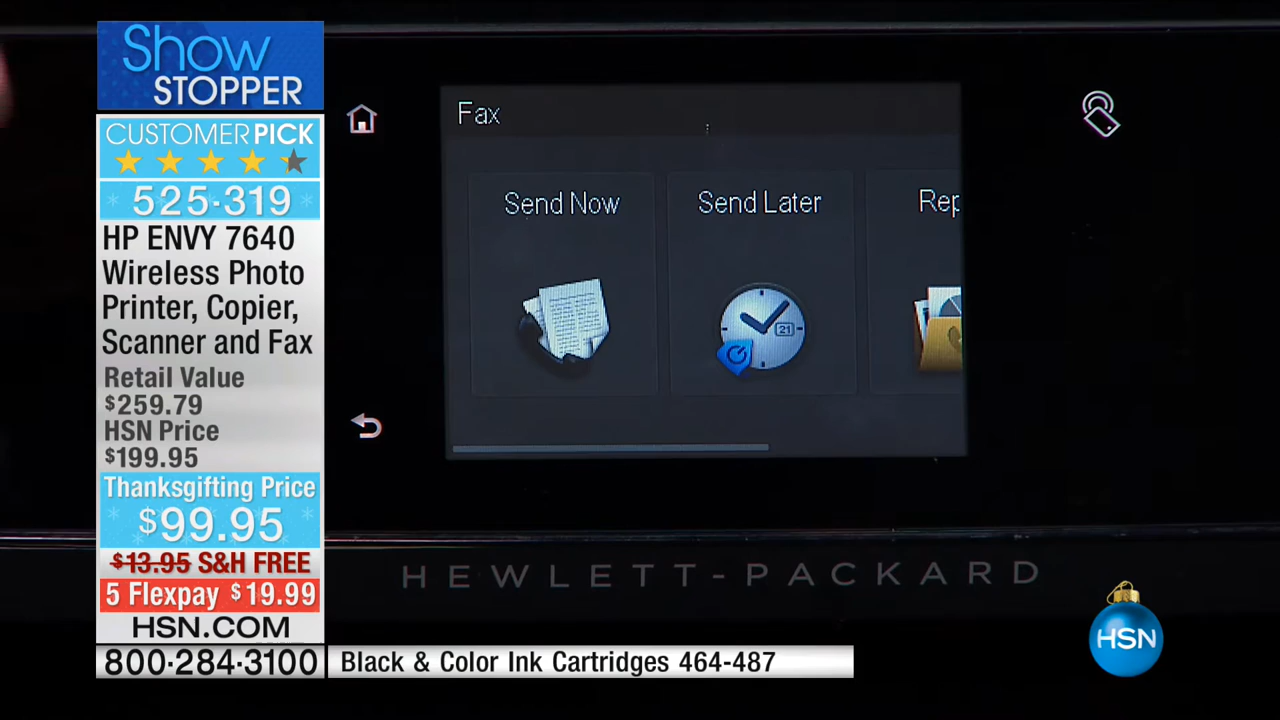 Show
STOPPER
CUSTOMER PICK
525-319
HP ENVY 7640
Wireless Photo
Printer, Copier,
Scanner and Fax
Retail Value
$259.79
HSN Price
$199.95
Thanksgifting Price
$99.95
$13.95 S&H FREE
5 Flexpay $19.99
HSN.COM
800·284·3100
Black & Color Ink Cartridges 464-487
Fax
Send Now
Send Later
Rep
21
HEWLETT-PACKARD
HSN